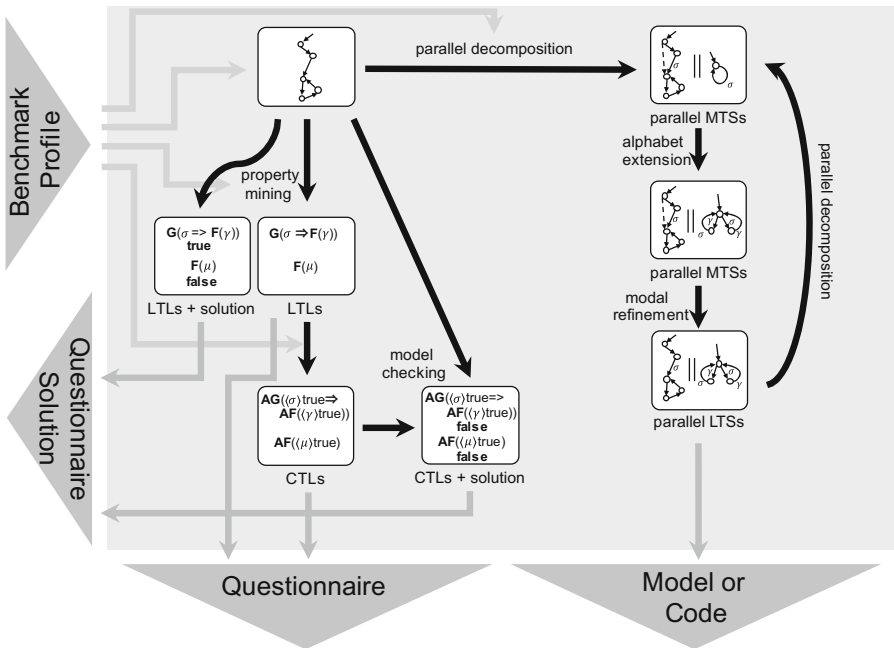 Benchmark
Profile
parallel decomposition
σ
||
σ
parallel MTSs
alphabet
extension
property
mining
σ
||
σ
γ
σ
γ
parallel MTSs
parallel decomposition
G(σ => F(γ))
true
F(μ)
false
LTLs + solution
G(σ ⇒F(γ))
F(μ)
LTLs
modal
refinement
σ
||
σ
γ
σ
γ
parallel LTSs
Questionnaire
Solution
model
checking
AG(⟨σ⟩true⇒
AF(⟨γ⟩true))
AF(⟨μ⟩true)
CTLs
AG(⟨σ⟩true=>
AF(⟨γ⟩true))
false
AF(⟨μ⟩true)
false
CTLs + solution
Questionnaire
Model or
Code